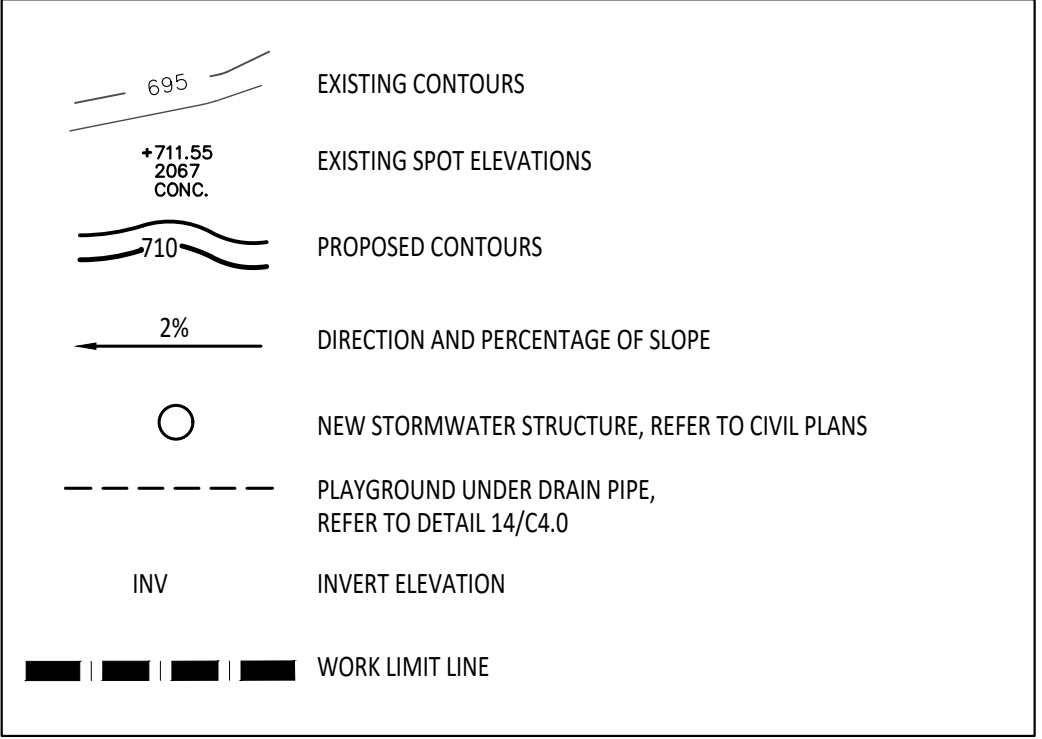 695
EXISTING CONTOURS
+711.55
2067
CONC.
EXISTING SPOT ELEVATIONS
710
PROPOSED CONTOURS
2%
DIRECTION AND PERCENTAGE OF SLOPE
NEW STORMWATER STRUCTURE, REFER TO CIVIL PLANS
PLAYGROUND UNDER DRAIN PIPE,
REFER TO DETAIL 14/C4.0
INV
INVERT ELEVATION
WORK LIMIT LINE